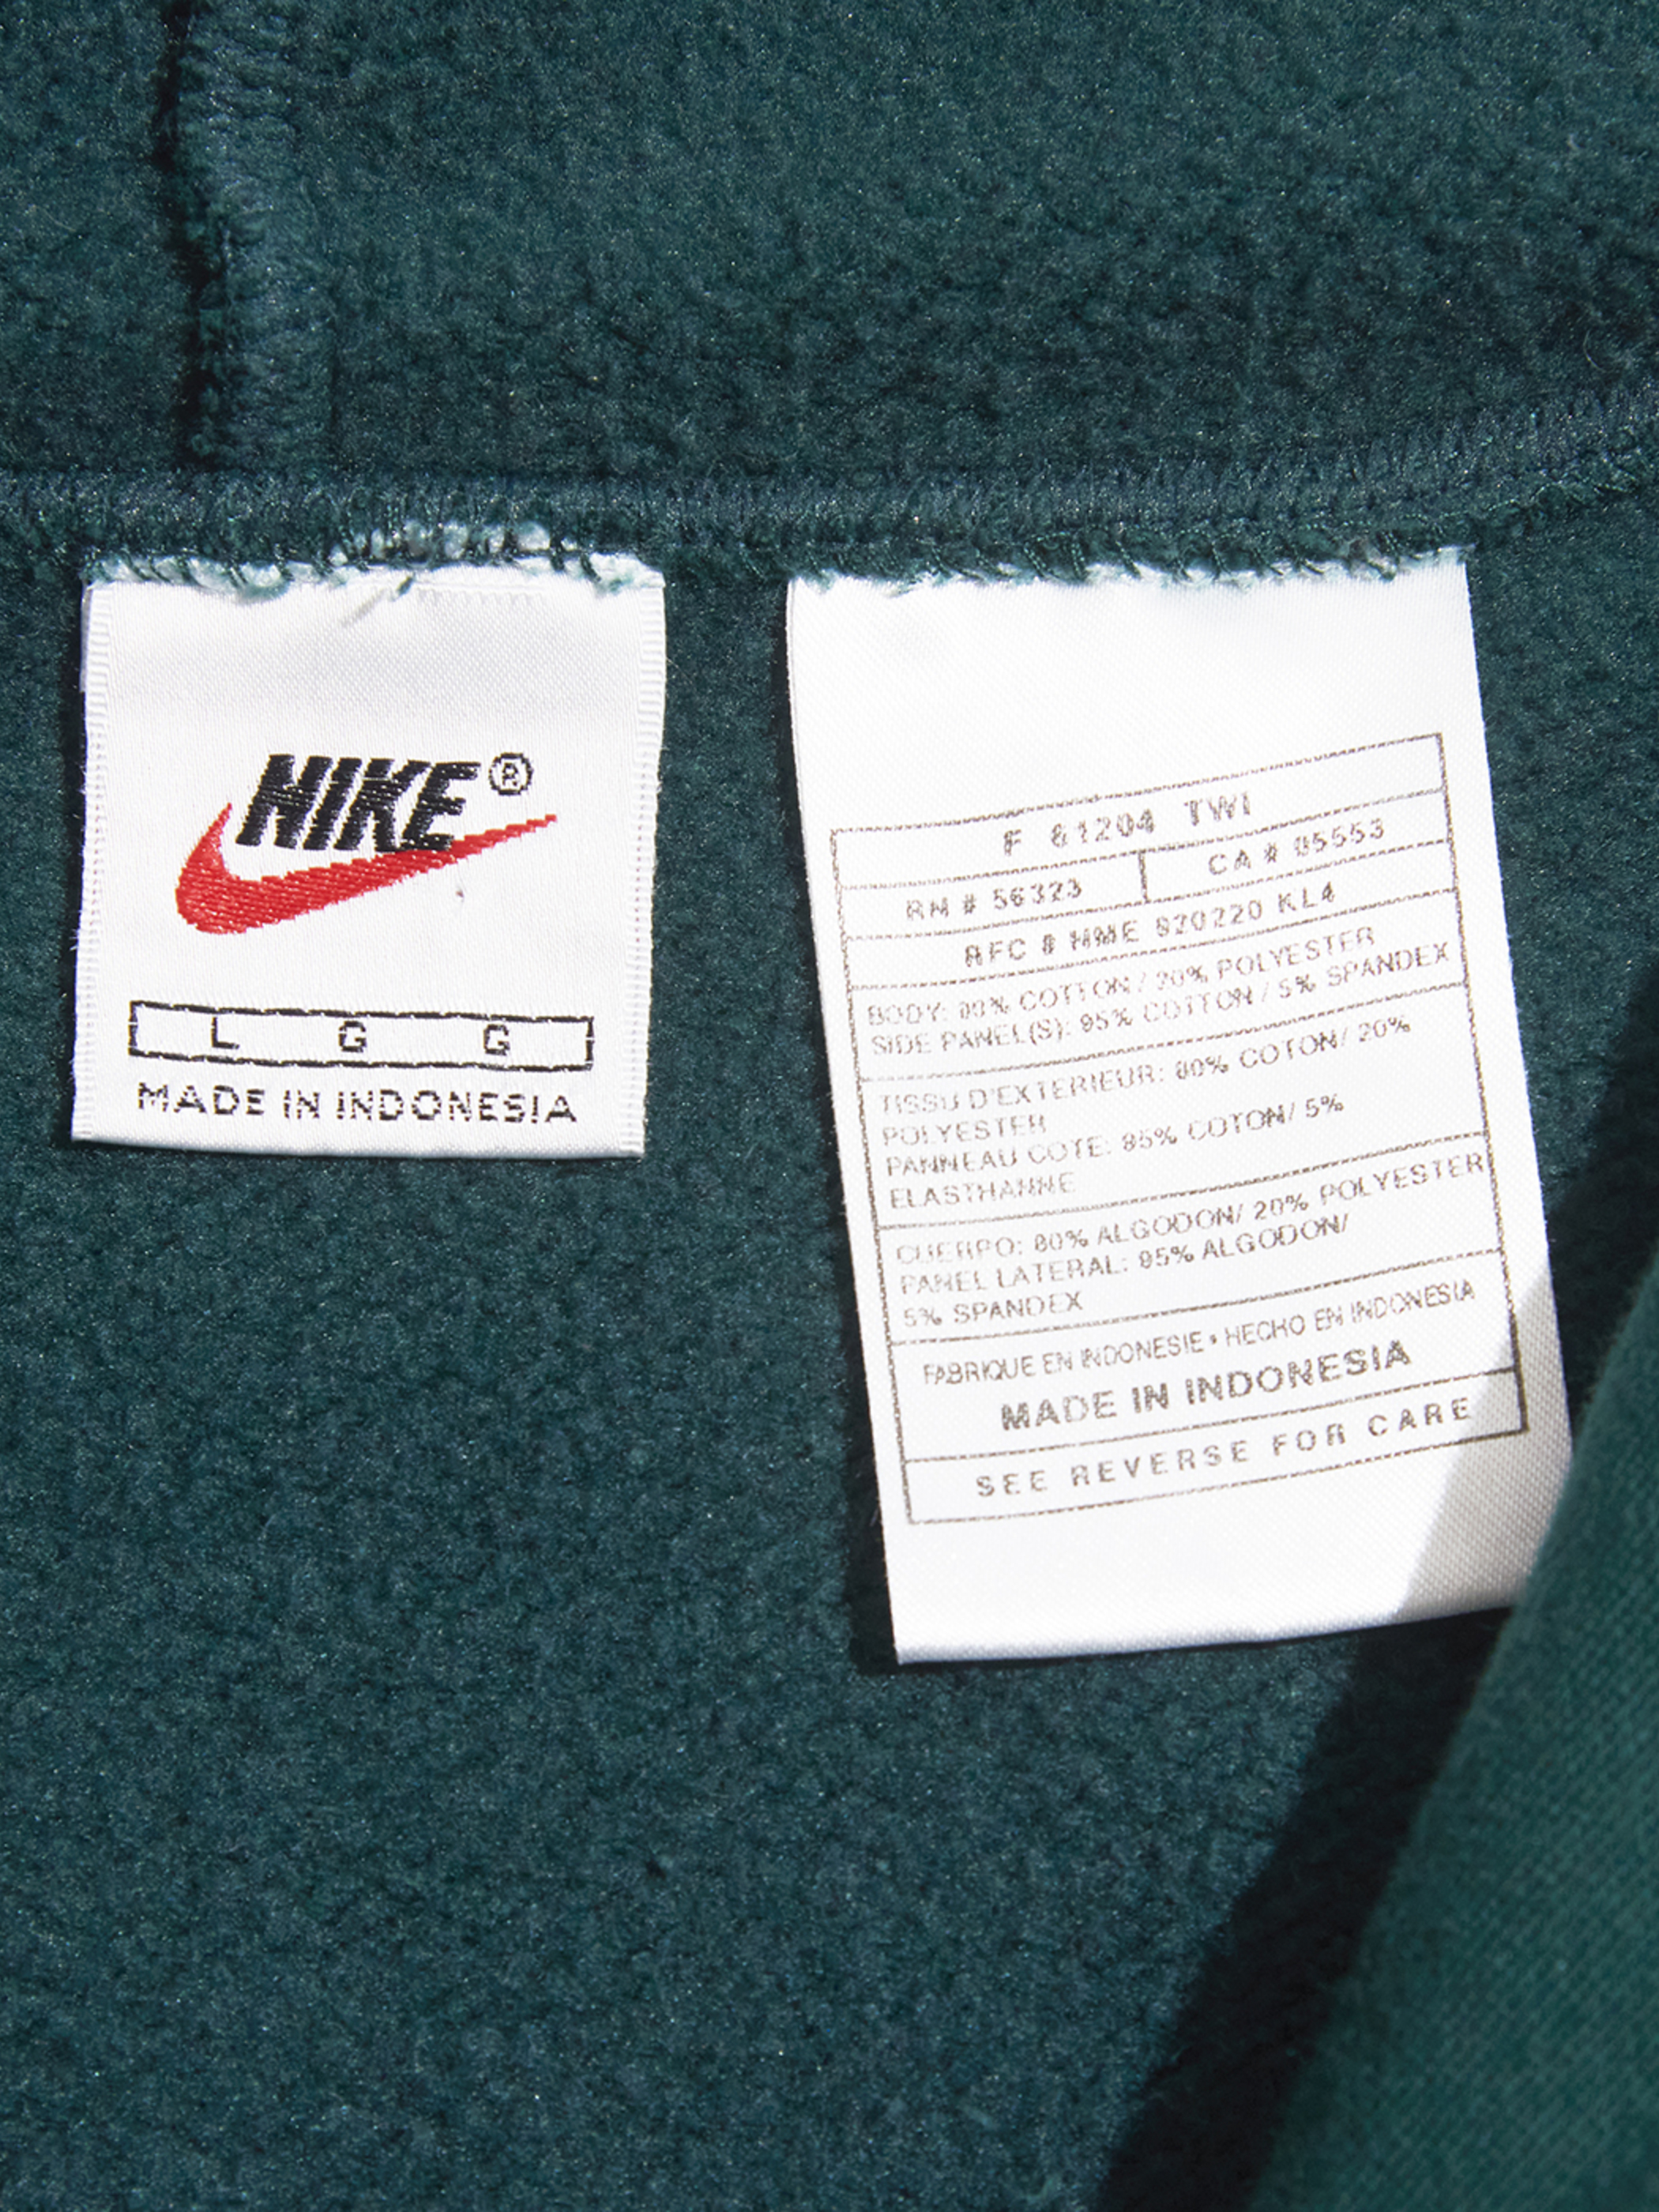 NIKE®
L G G
MADE IN INDONESIA
F 61204 TWI
RN # 56323 CA # 05553
RFC # HME 920220 KL4
BODY: 80% COTTON / 20% POLYESTER
SIDE PANEL(S): 95% COTTON / 5% SPANDEX
TISSU D'EXTERIEUR: 80% COTON/ 20%
POLYESTER
PANNEAU COTE: 95% COTON/ 5%
ELASTHANNE
CUERPO: 80% ALGODON/ 20% POLYESTER
PANEL LATERAL: 95% ALGODON/
5% SPANDEX
FABRIQUE EN INDONESIE • HECHO EN INDONESIA
MADE IN INDONESIA
SEE REVERSE FOR CARE